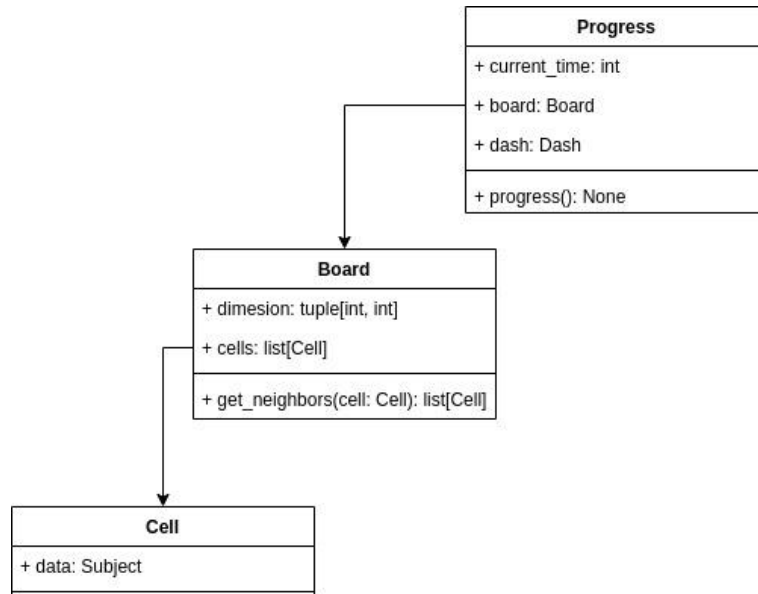 Progress
+ current_time: int
+ board: Board
+ dash: Dash
+ progress(): None
Board
+ dimesion: tuple[int, int]
+ cells: list[Cell]
+ get_neighbors(cell: Cell): list[Cell]
Cell
+ data: Subject